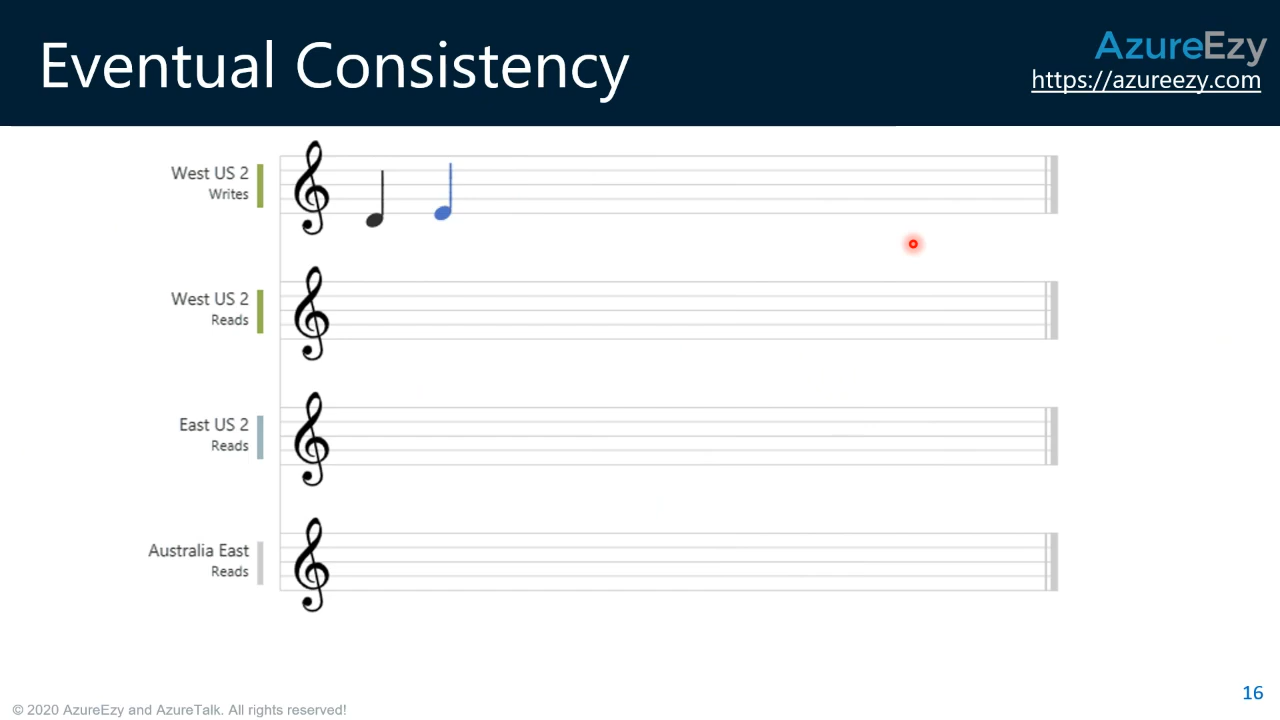 Eventual Consistency
AzureEzy
https://azureezy.com
West US 2
Writes
West US 2
Reads
East US 2
Reads
Australia East
Reads
16
© 2020 AzureEzy and AzureTalk. All rights reserved!